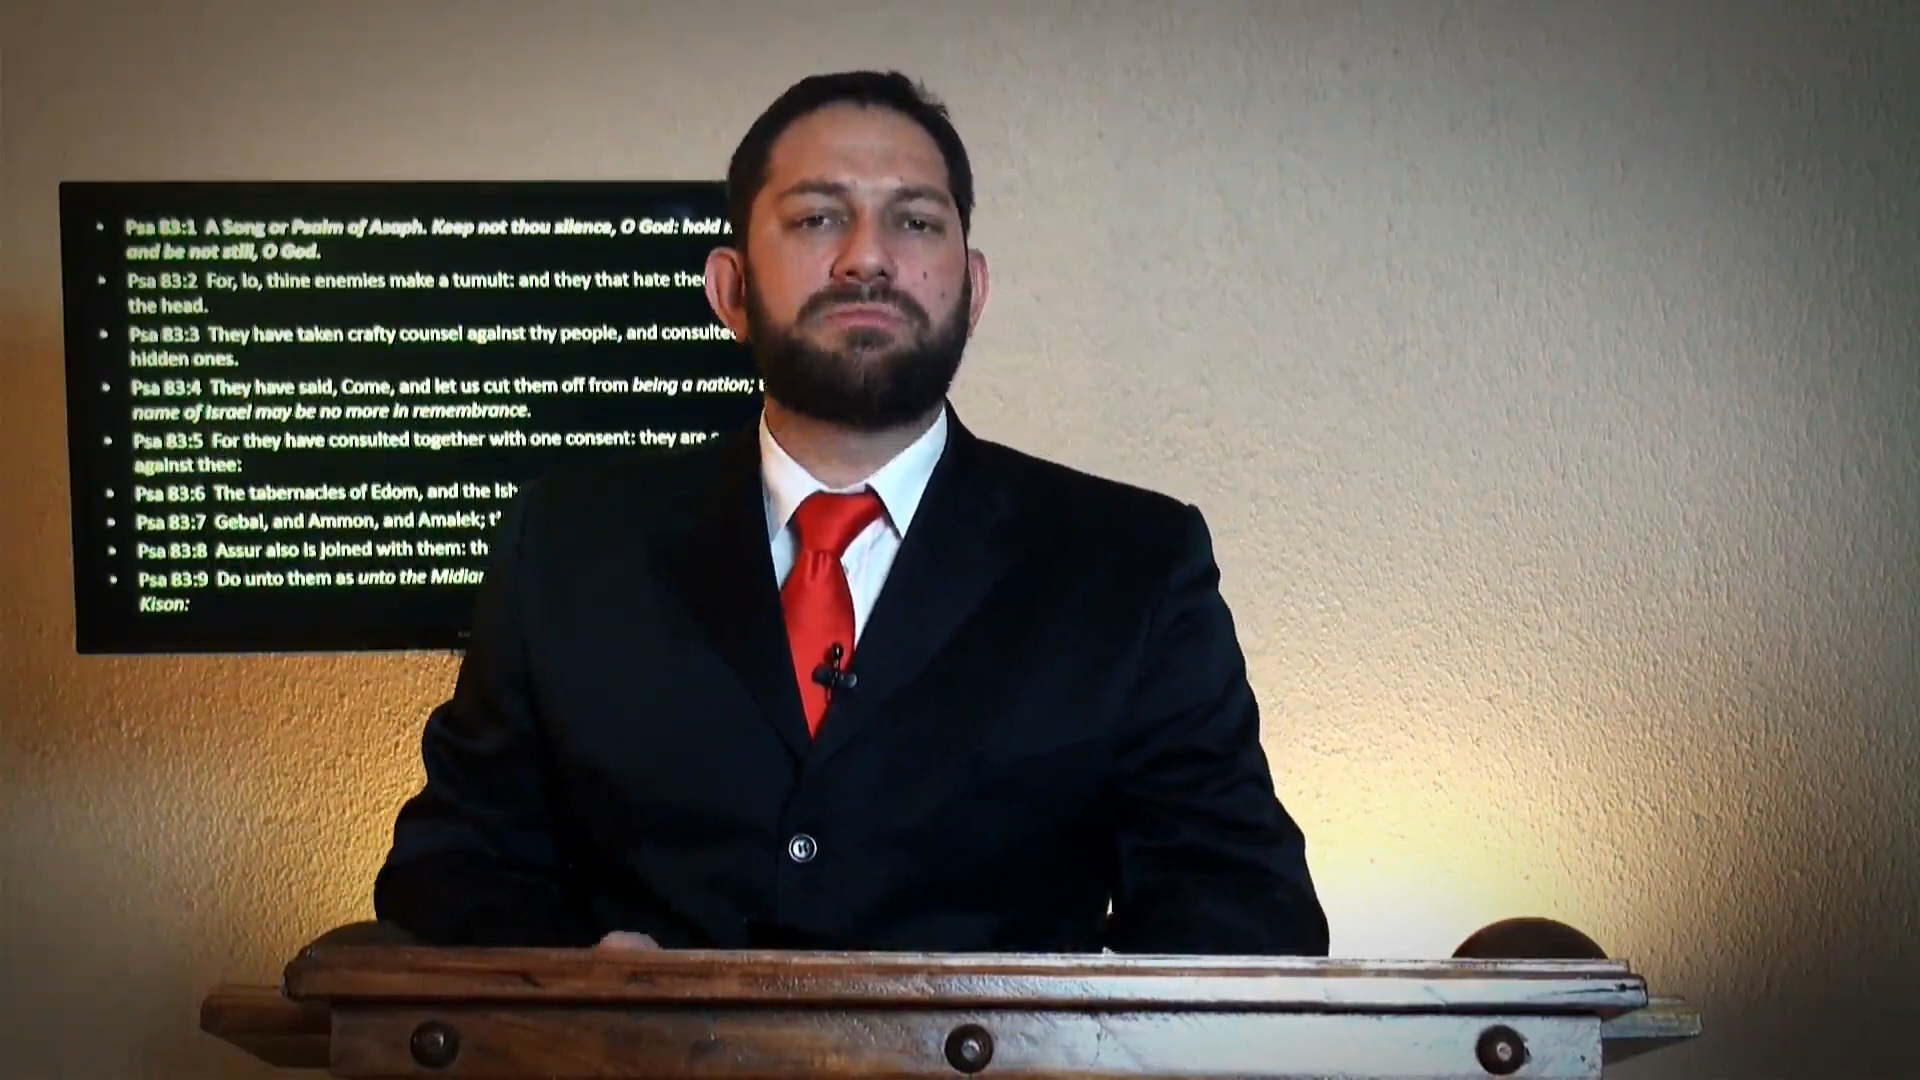 • Psa 83:1 A Song or Psalm of Asaph. Keep not thou silence, O God: hold
and be not still, O God.
• Psa 83:2 For, lo, thine enemies make a tumult: and they that hate
the head.
• Psa 83:3 They have taken crafty counsel against thy people, and
hidden ones.
• Psa 83:4 They have said, Come, and let us cut them off from being a nation;
name of Israel may be no more in remembrance.
• Psa 83:5 For they have consulted together with one consent: they are
against thee:
• Psa 83:6 The tabernacles of Edom, and the
• Psa 83:7 Gebal, and Ammon, and Amalek;
• Psa 83:8 Assur also is joined with them:
• Psa 83:9 Do unto them as unto the
Kison: